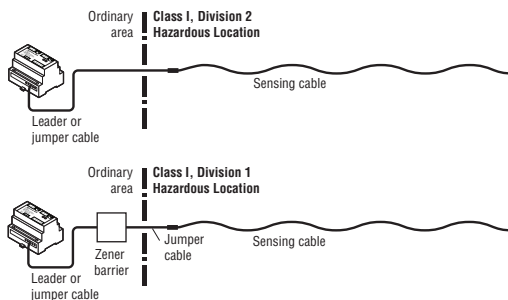 Ordinary
area
Class I, Division 2
Hazardous Location
Sensing cable
Leader or
jumper cable
Ordinary
area
Class I, Division 1
Hazardous Location
Zener
barrier
Jumper
cable
Sensing cable
Leader or
jumper cable